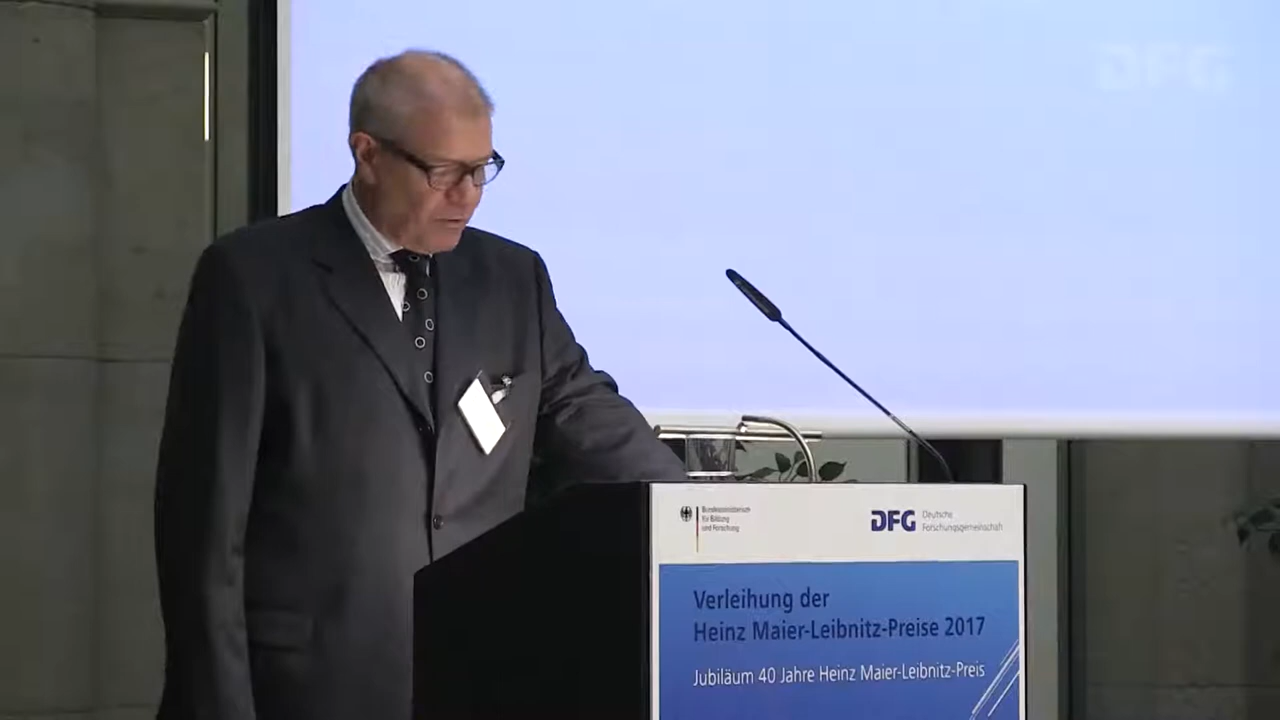 DFG
Bundesministerium
für Bildung
und Forschung
DFG Deutsche
Forschungsgemeinschaft
Verleihung der
Heinz Maier-Leibnitz-Preise 2017
Jubiläum 40 Jahre Heinz Maier-Leibnitz-Preis